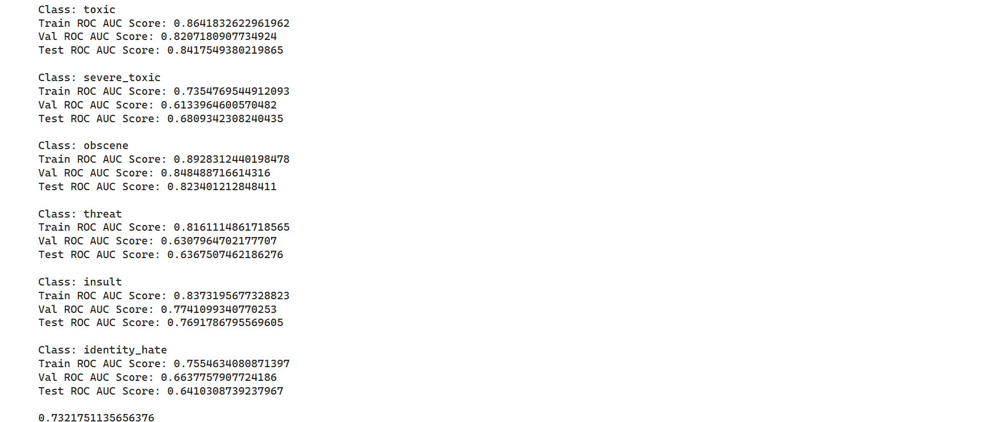 Class: toxic
Train ROC AUC Score: 0.8641832622961962
Val ROC AUC Score: 0.8207180907734924
Test ROC AUC Score: 0.8417549380219865
Class: severe_toxic
Train ROC AUC Score: 0.7354769544912093
Val ROC AUC Score: 0.6133964600570482
Test ROC AUC Score: 0.6809342308240435
Class: obscene
Train ROC AUC Score: 0.8928312440198478
Val ROC AUC Score: 0.848488716614316
Test ROC AUC Score: 0.823401212848411
Class: threat
Train ROC AUC Score: 0.8161114861718565
Val ROC AUC Score: 0.6307964702177707
Test ROC AUC Score: 0.6367507462186276
Class: insult
Train ROC AUC Score: 0.8373195677328823
Val ROC AUC Score: 0.7741099340770253
Test ROC AUC Score: 0.7691786795569605
Class: identity_hate
Train ROC AUC Score: 0.7554634080871397
Val ROC AUC Score: 0.6637757907724186
Test ROC AUC Score: 0.6410308739237967
0.7321751135656376